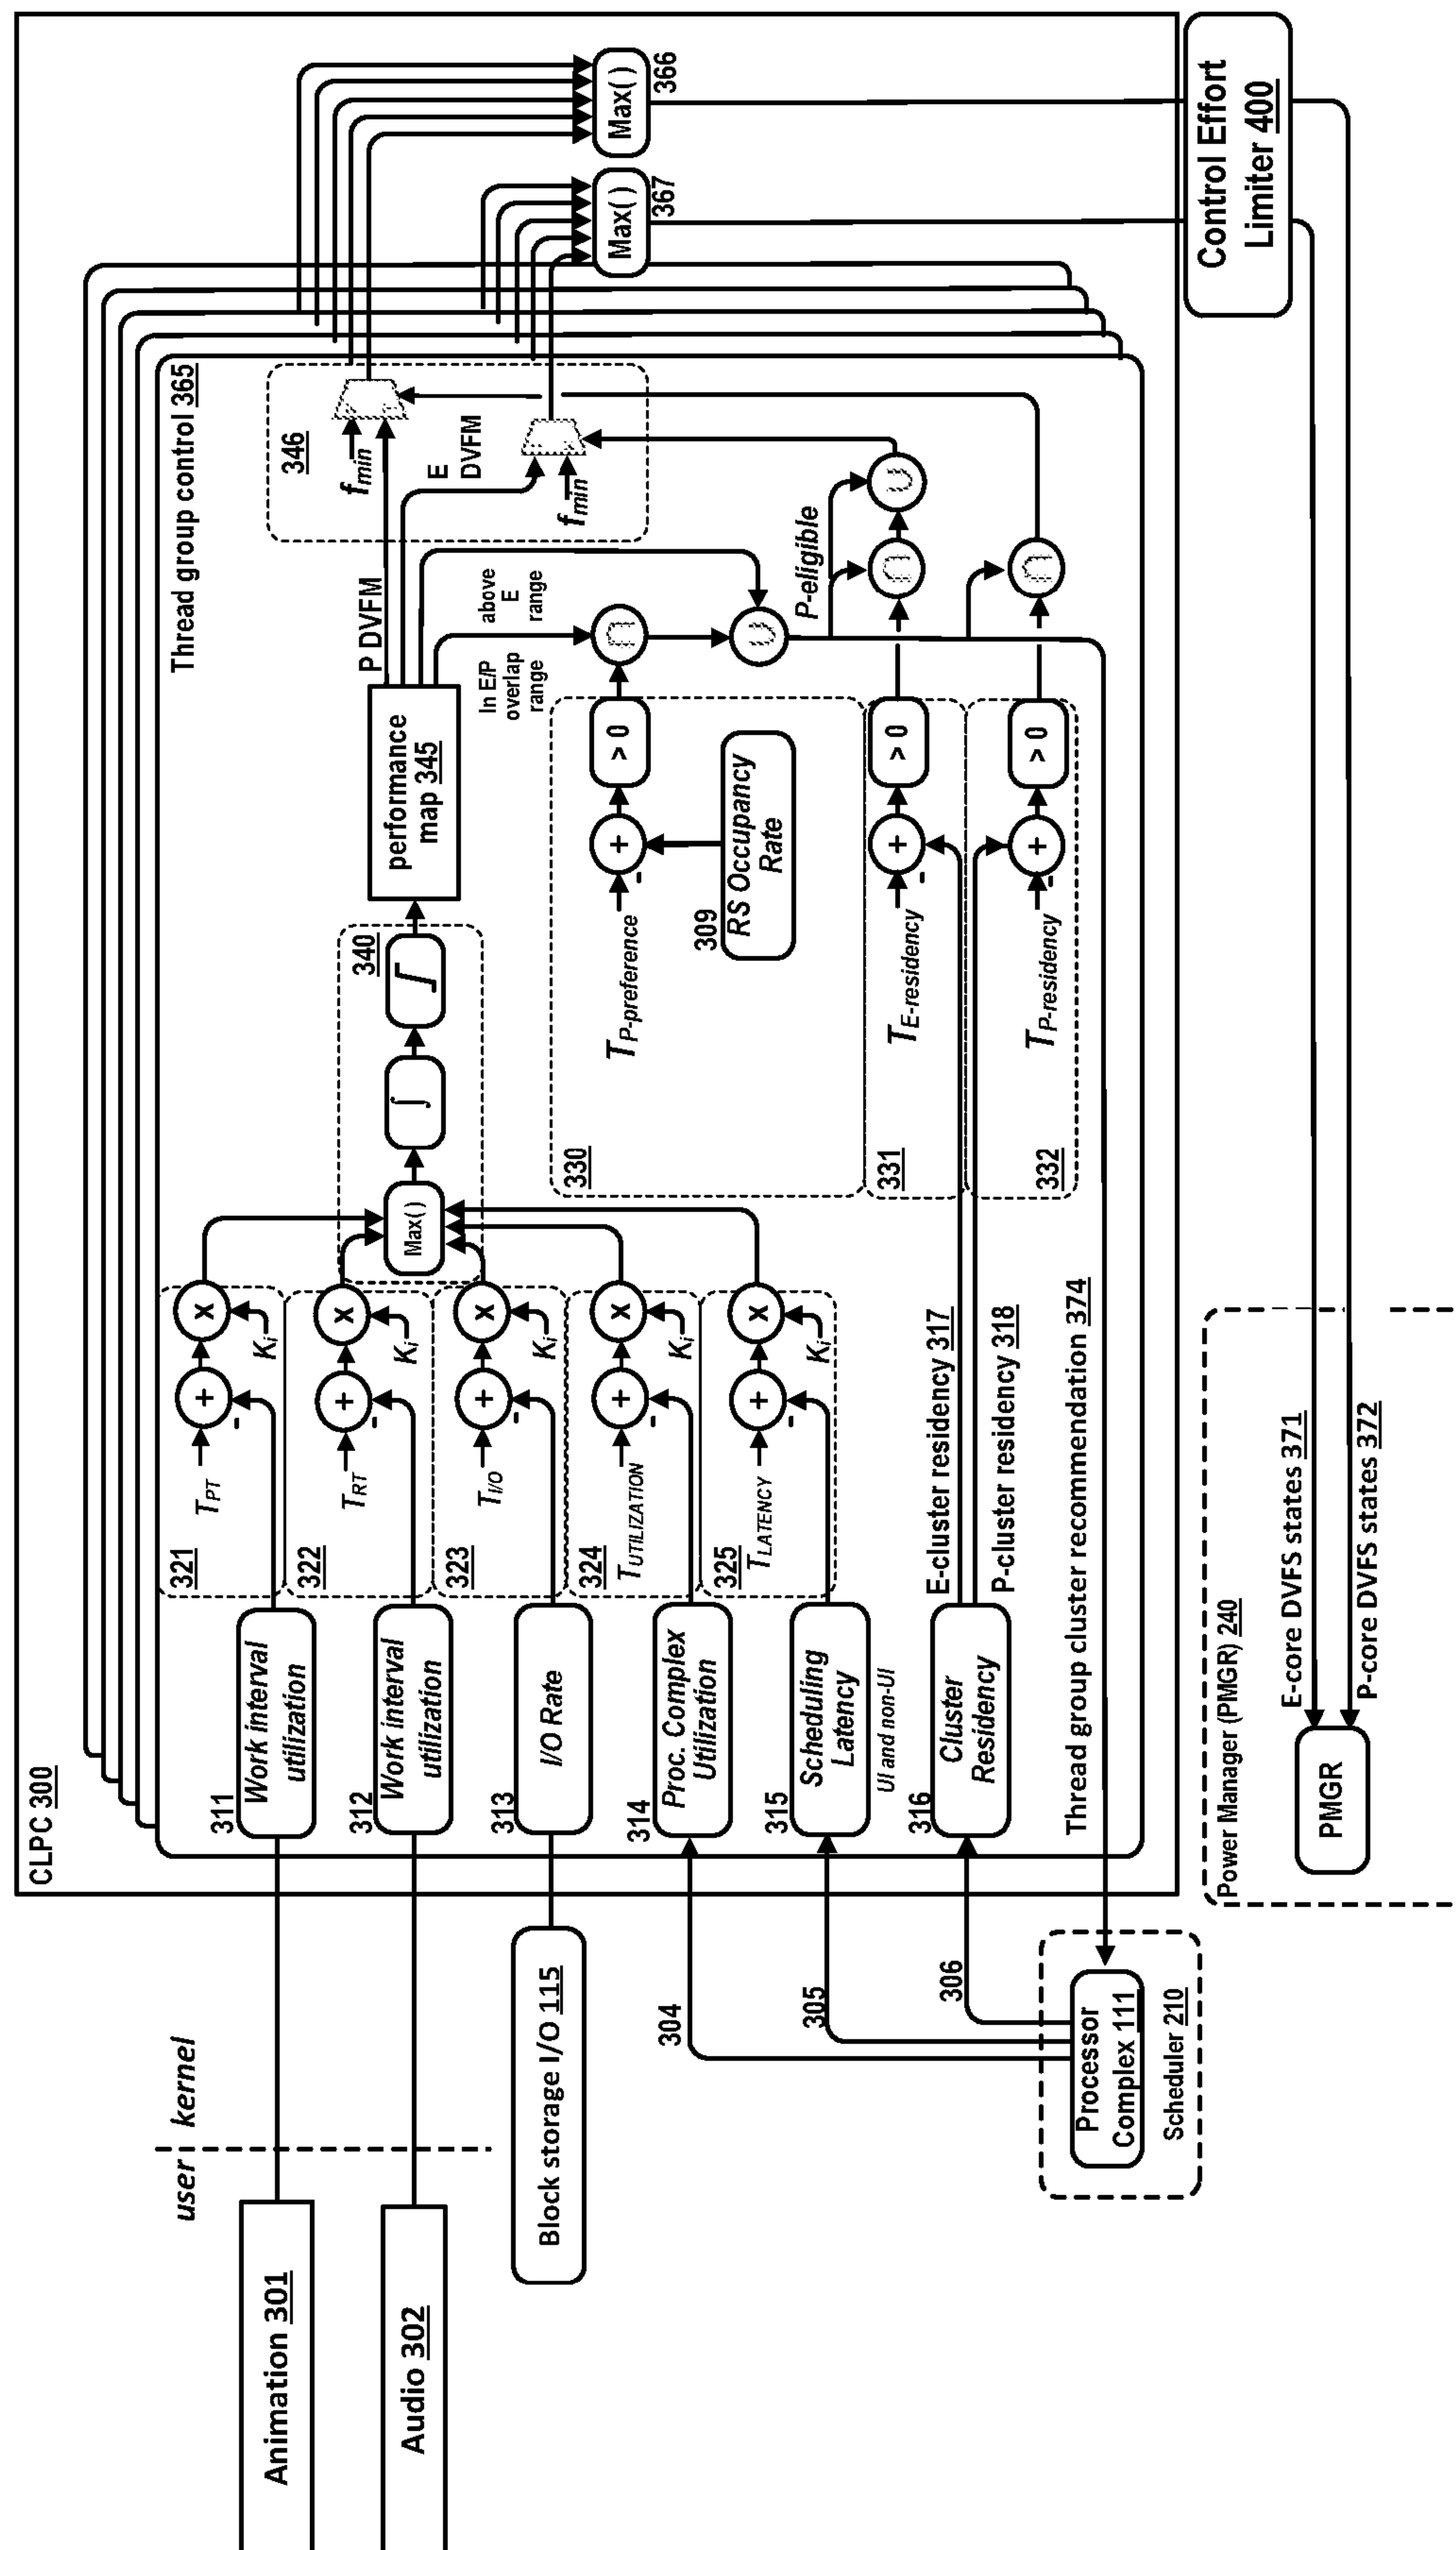 user
kernel
Animation 301
Audio 302
Block storage I/O 115
304
305
306
Processor
Complex 111
Scheduler 210
CLPC 300
Thread group control 365
311
Work interval
utilization
312
Work interval
utilization
313
I/O Rate
314
Proc. Complex
Utilization
315
Scheduling
Latency
UI and non-UI
316
Cluster
Residency
321
TPT
+
-
X
Ki
322
TRT
+
-
X
Ki
323
TI/O
+
-
X
Ki
324
TUTILIZATION
+
-
X
Ki
325
TLATENCY
+
-
X
Ki
E-cluster residency 317
P-cluster residency 318
Thread group cluster recommendation 374
340
Max( )
∫
performance
map 345
P DVFM
E
DVFM
346
fmin
fmin
In E/P
overlap
range
above
E
range
330
TP-preference
+
-
> 0
309
RS Occupancy
Rate
∩
∪
331
TE-residency
+
-
> 0
332
TP-residency
+
-
> 0
P-eligible
∩
∪
∩
Max( )
366
Max( )
367
Control Effort
Limiter 400
Power Manager (PMGR) 240
E-core DVFS states 371
P-core DVFS states 372
PMGR